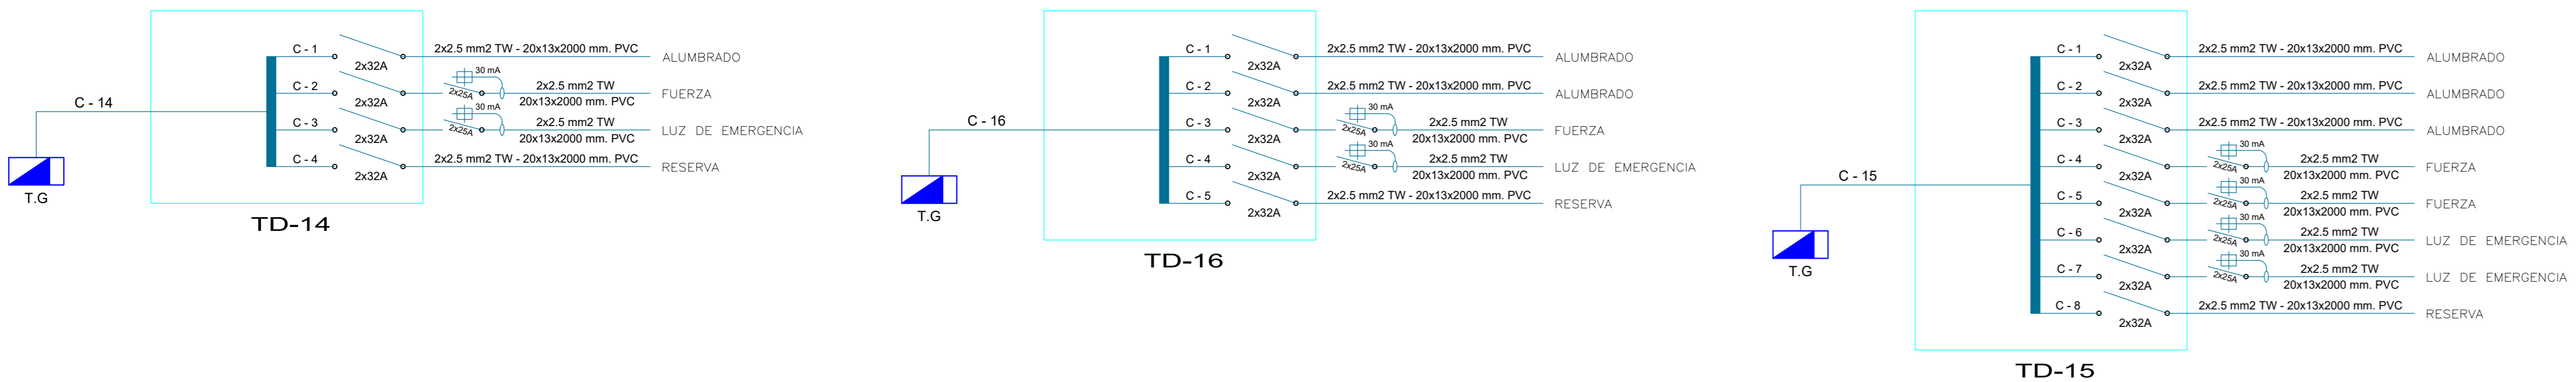 C - 14
T.G
C - 1
2x32A
2x2.5 mm2 TW - 20x13x2000 mm. PVC
ALUMBRADO
C - 2
2x32A
2x25A
30 mA
2x2.5 mm2 TW
20x13x2000 mm. PVC
FUERZA
C - 3
2x32A
2x25A
30 mA
2x2.5 mm2 TW
20x13x2000 mm. PVC
LUZ DE EMERGENCIA
C - 4
2x32A
2x2.5 mm2 TW - 20x13x2000 mm. PVC
RESERVA
TD-14
C - 16
T.G
C - 1
2x32A
2x2.5 mm2 TW - 20x13x2000 mm. PVC
ALUMBRADO
C - 2
2x32A
2x2.5 mm2 TW - 20x13x2000 mm. PVC
ALUMBRADO
C - 3
2x32A
2x25A
30 mA
2x2.5 mm2 TW
20x13x2000 mm. PVC
FUERZA
C - 4
2x32A
2x25A
30 mA
2x2.5 mm2 TW
20x13x2000 mm. PVC
LUZ DE EMERGENCIA
C - 5
2x32A
2x2.5 mm2 TW - 20x13x2000 mm. PVC
RESERVA
TD-16
C - 15
T.G
C - 1
2x32A
2x2.5 mm2 TW - 20x13x2000 mm. PVC
ALUMBRADO
C - 2
2x32A
2x2.5 mm2 TW - 20x13x2000 mm. PVC
ALUMBRADO
C - 3
2x32A
2x2.5 mm2 TW - 20x13x2000 mm. PVC
ALUMBRADO
C - 4
2x32A
2x25A
30 mA
2x2.5 mm2 TW
20x13x2000 mm. PVC
FUERZA
C - 5
2x32A
2x25A
30 mA
2x2.5 mm2 TW
20x13x2000 mm. PVC
FUERZA
C - 6
2x32A
2x25A
30 mA
2x2.5 mm2 TW
20x13x2000 mm. PVC
LUZ DE EMERGENCIA
C - 7
2x32A
2x25A
30 mA
2x2.5 mm2 TW
20x13x2000 mm. PVC
LUZ DE EMERGENCIA
C - 8
2x32A
2x2.5 mm2 TW - 20x13x2000 mm. PVC
RESERVA
TD-15